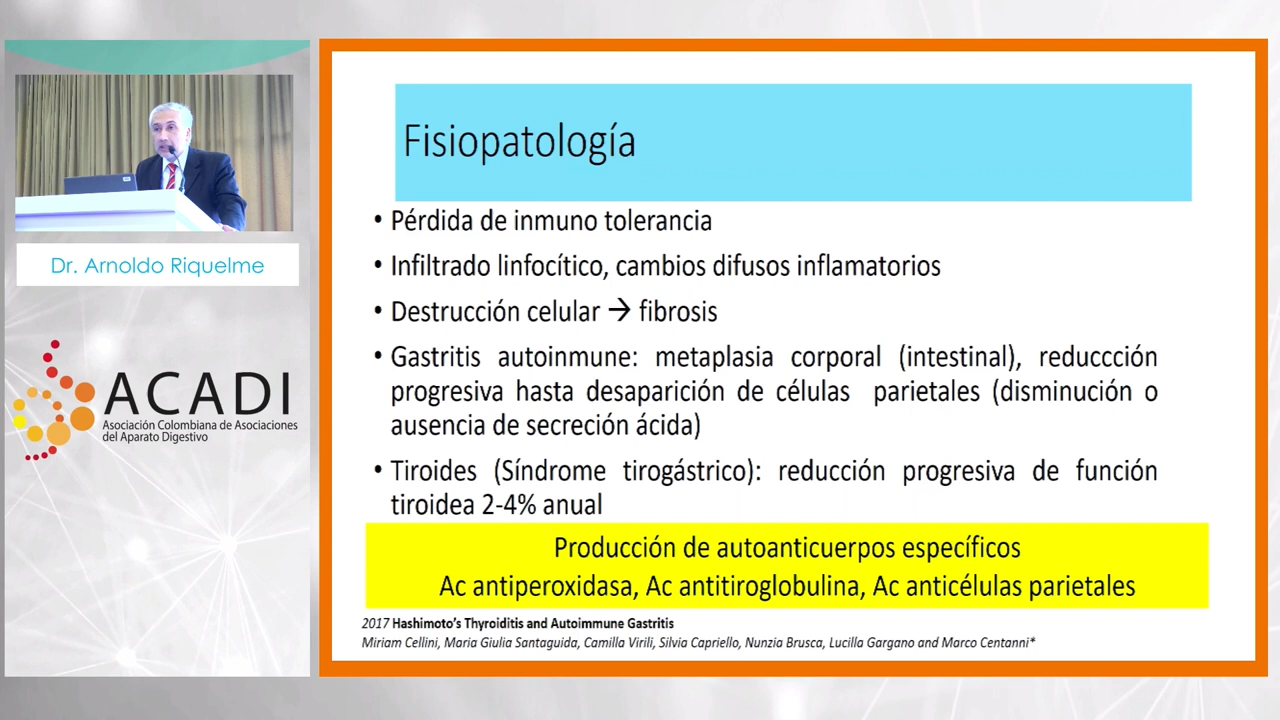 Dr. Arnoldo Riquelme
ACADI
Asociación Colombiana de Asociaciones
del Aparato Digestivo
Fisiopatología
• Pérdida de inmuno tolerancia
• Infiltrado linfocítico, cambios difusos inflamatorios
• Destrucción celular → fibrosis
• Gastritis autoinmune: metaplasia corporal (intestinal), reduccción
progresiva hasta desaparición de células parietales (disminución o
ausencia de secreción ácida)
• Tiroides (Síndrome tirogástrico): reducción progresiva de función
tiroidea 2-4% anual
Producción de autoanticuerpos específicos
Ac antiperoxidasa, Ac antitiroglobulina, Ac anticélulas parietales
2017 Hashimoto's Thyroiditis and Autoimmune Gastritis
Miriam Cellini, Maria Giulia Santaguida, Camilla Virili, Silvia Capriello, Nunzia Brusca, Lucilla Gargano and Marco Centanni*